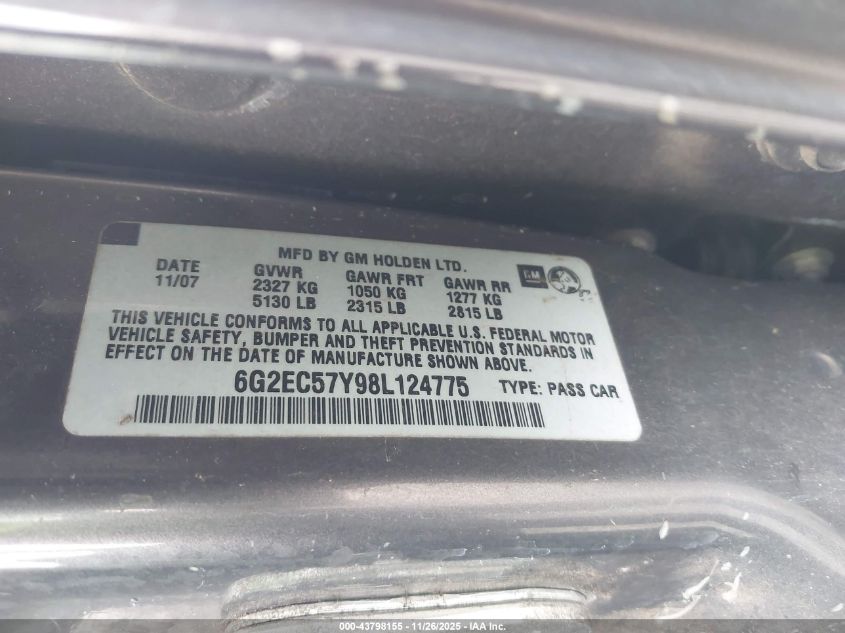 MFD BY GM HOLDEN LTD.
DATE GVWR GAWR FRT GAWR RR GM
11/07 2327 KG 1050 KG 1277 KG
5130 LB 2315 LB 2815 LB
THIS VEHICLE CONFORMS TO ALL APPLICABLE U.S. FEDERAL MOTOR
VEHICLE SAFETY, BUMPER AND THEFT PREVENTION STANDARDS IN
EFFECT ON THE DATE OF MANUFACTURE SHOWN ABOVE.
6G2EC57Y98L124775 TYPE: PASS CAR
000-43798155 - 11/26/2025 - IAA Inc.